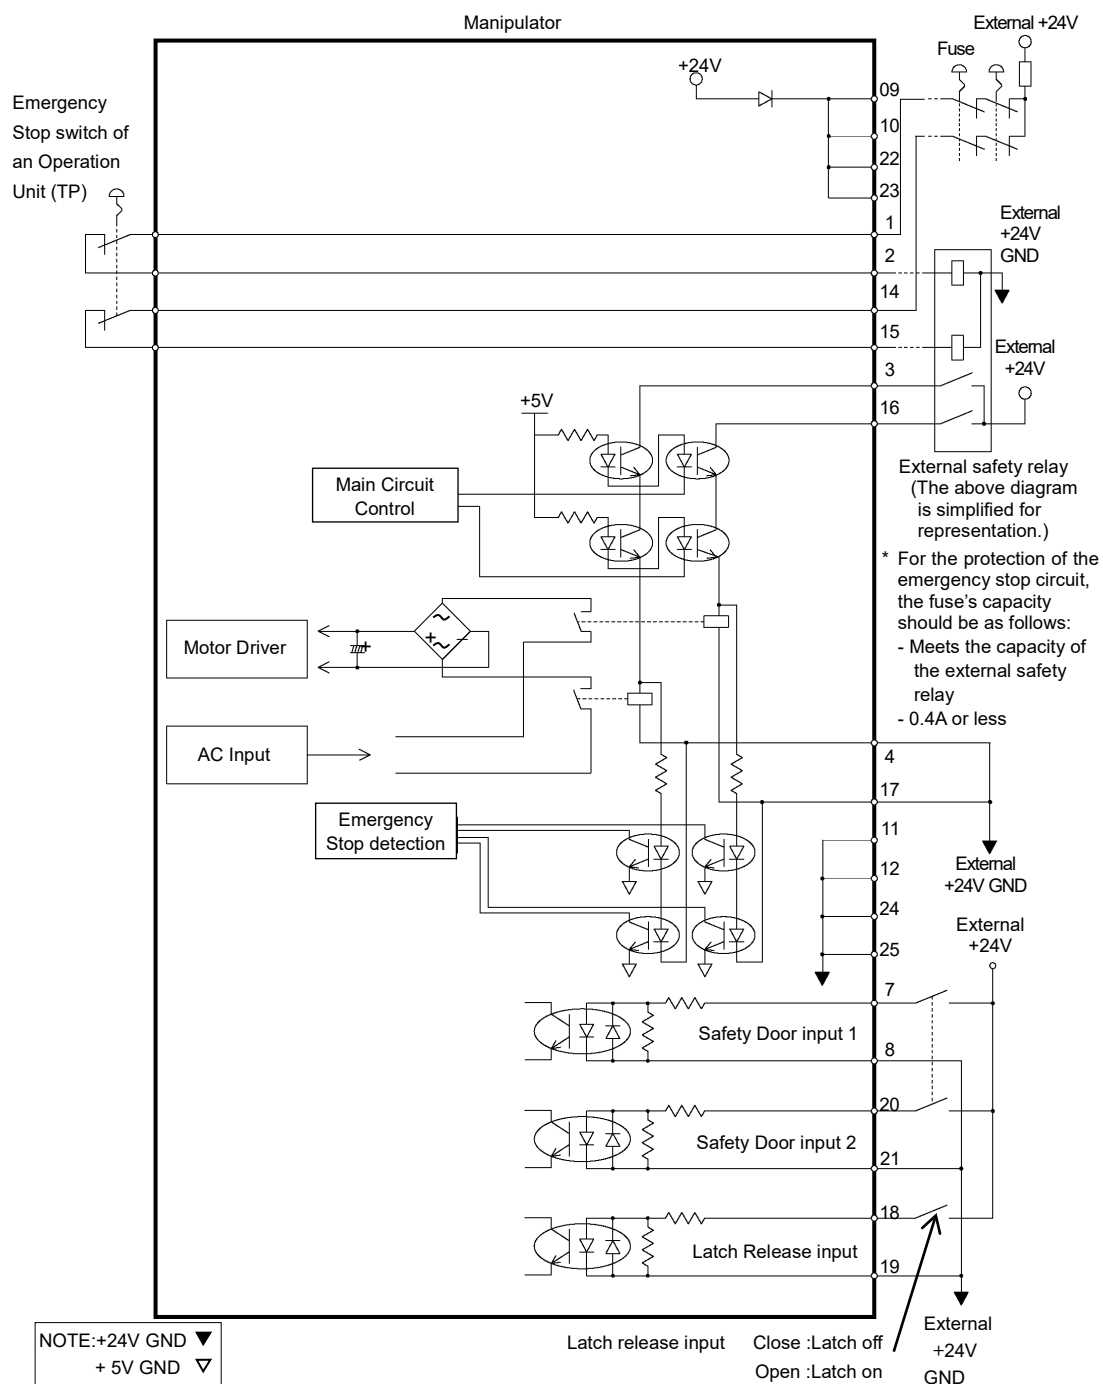 Manipulator
External +24V
Fuse
+24V
Emergency
Stop switch of
an Operation
Unit (TP)
09
10
22
23
1
2
14
15
3
16
External
+24V
GND
External
+24V
+5V
Main Circuit
Control
External safety relay
(The above diagram
is simplified for
representation.)
* For the protection of the
emergency stop circuit,
the fuse's capacity
should be as follows:
- Meets the capacity of
the external safety
relay
- 0.4A or less
Motor Driver
+
+
AC Input
4
17
11
12
24
25
External
+24V GND
Emergency
Stop detection
External
+24V
7
Safety Door input 1
8
20
Safety Door input 2
21
18
Latch Release input
19
External
+24V
GND
Latch release input Close :Latch off
Open :Latch on
NOTE:+24V GND ▼
+ 5V GND ▽